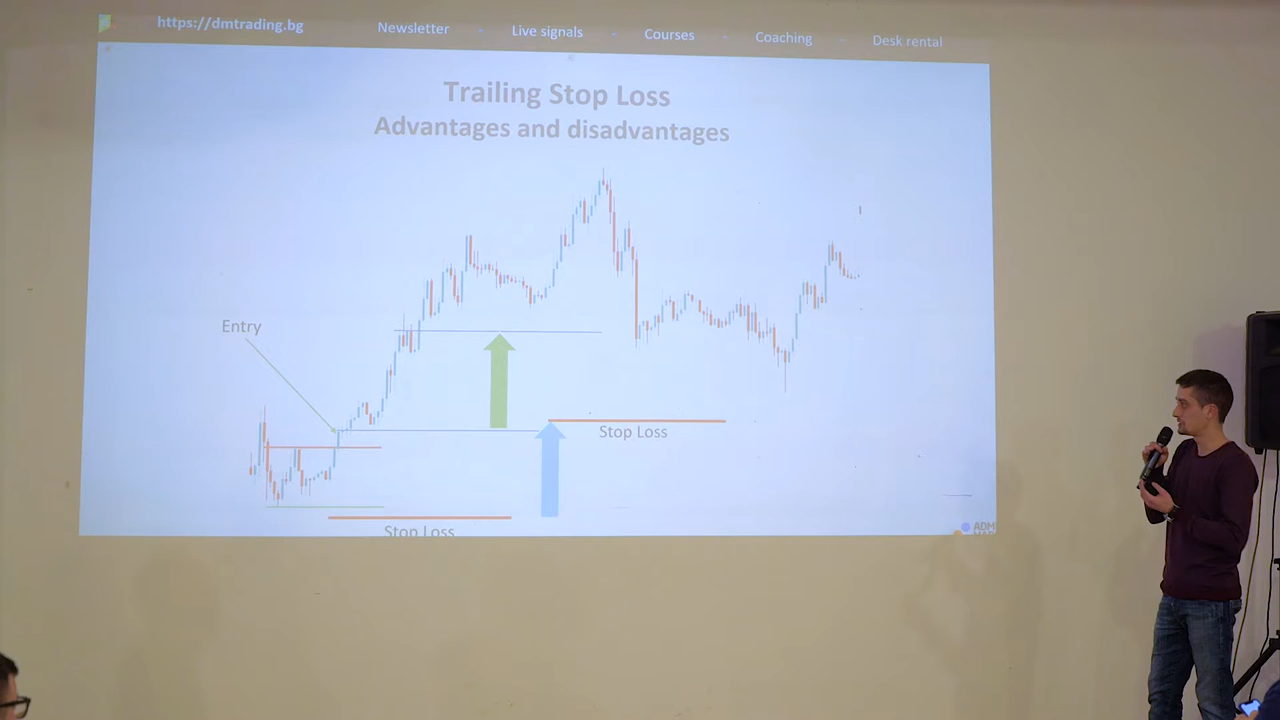 https://dmtrading.bg Newsletter - Live signals - Courses - Coaching - Desk rental
Trailing Stop Loss
Advantages and disadvantages
Entry
Stop Loss
Stop Loss